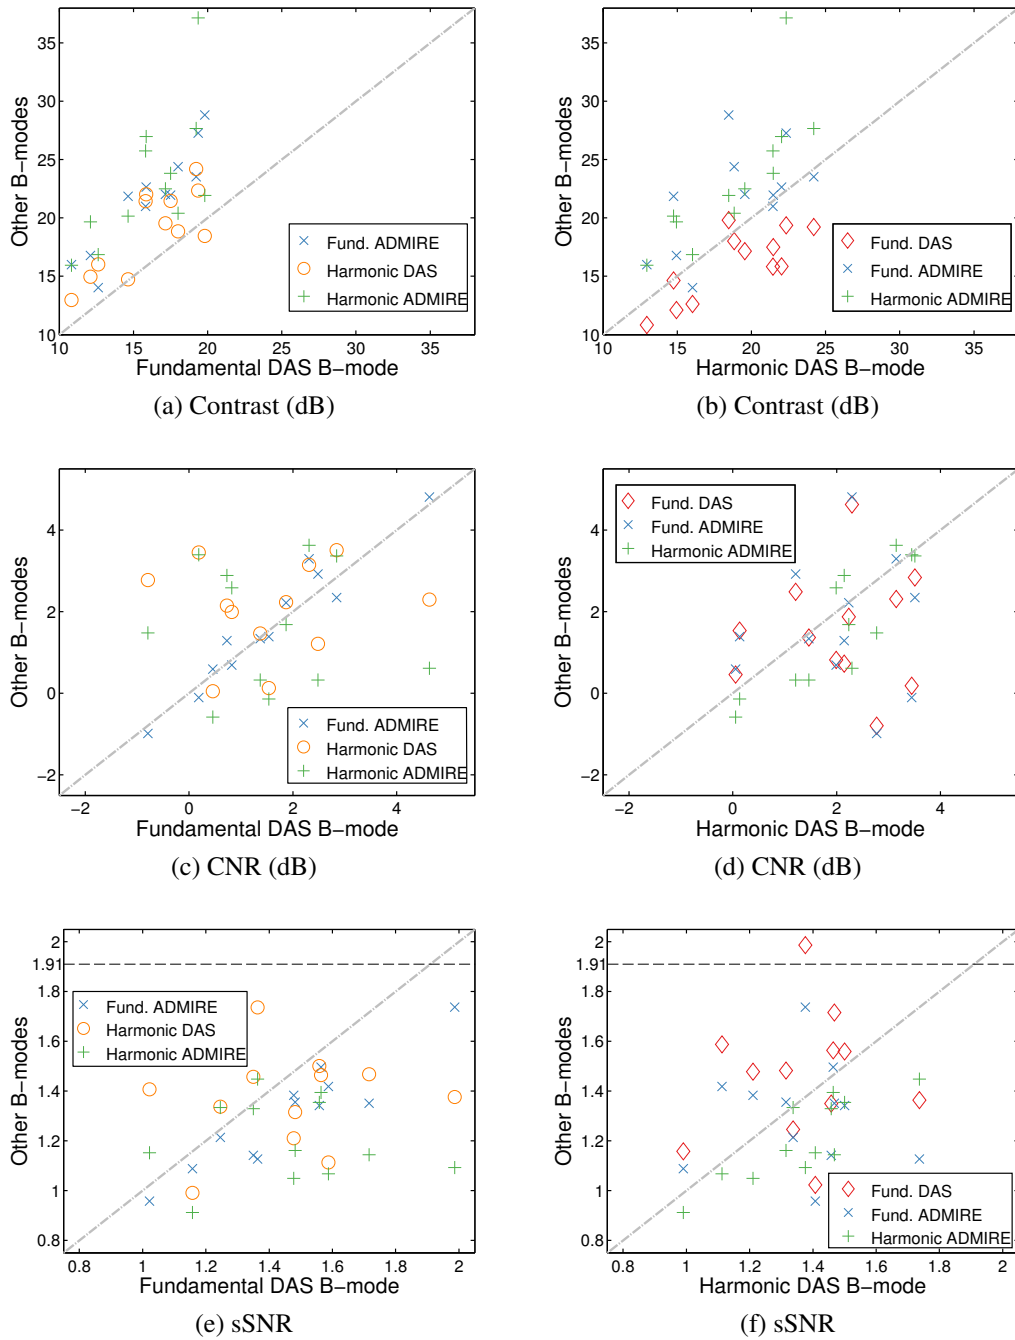 35
30
25
20
15
10
Other B-modes
Fund. ADMIRE
Harmonic DAS
Harmonic ADMIRE
10 15 20 25 30 35
Fundamental DAS B-mode
(a) Contrast (dB)
35
30
25
20
15
10
Other B-modes
Fund. DAS
Fund. ADMIRE
Harmonic ADMIRE
10 15 20 25 30 35
Harmonic DAS B-mode
(b) Contrast (dB)
4
2
0
-2
Other B-modes
Fund. ADMIRE
Harmonic DAS
Harmonic ADMIRE
-2 0 2 4
Fundamental DAS B-mode
(c) CNR (dB)
4
2
0
-2
Other B-modes
Fund. DAS
Fund. ADMIRE
Harmonic ADMIRE
-2 0 2 4
Harmonic DAS B-mode
(d) CNR (dB)
2
1.91
1.8
1.6
1.4
1.2
1
0.8
Other B-modes
Fund. ADMIRE
Harmonic DAS
Harmonic ADMIRE
0.8 1 1.2 1.4 1.6 1.8 2
Fundamental DAS B-mode
(e) sSNR
2
1.91
1.8
1.6
1.4
1.2
1
0.8
Other B-modes
Fund. DAS
Fund. ADMIRE
Harmonic ADMIRE
0.8 1 1.2 1.4 1.6 1.8 2
Harmonic DAS B-mode
(f) sSNR